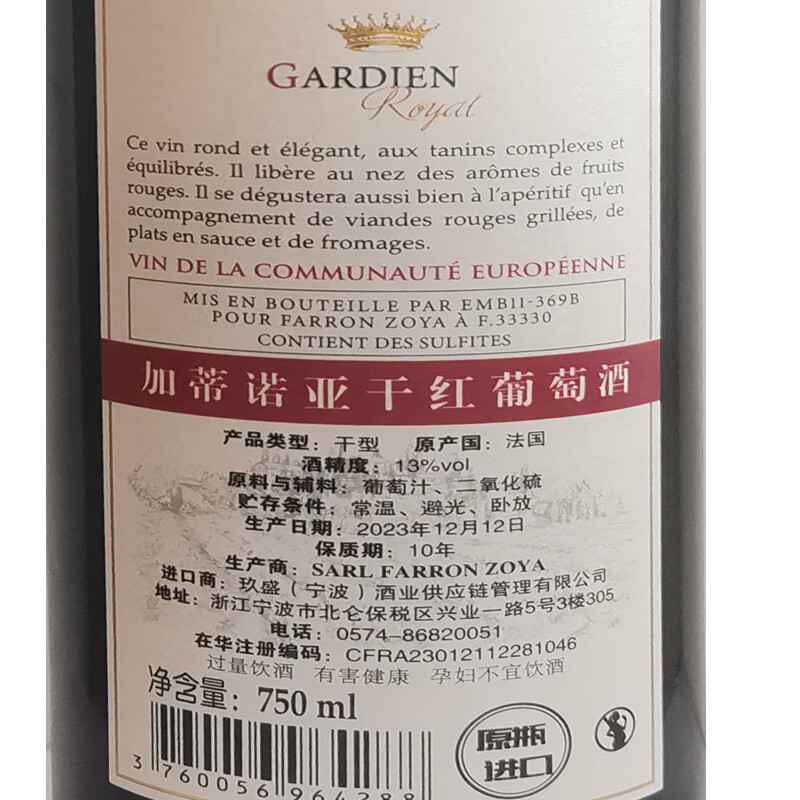 GARDIEN
Royal
Ce vin rond et élégant, aux tanins complexes et
équilibrés. Il libère au nez des arômes de fruits
rouges. Il se dégustera aussi bien à l'apéritif qu'en
accompagnement de viandes rouges grillées, de
plats en sauce et de fromages.
VIN DE LA COMMUNAUTÉ EUROPÉENNE
MIS EN BOUTEILLE PAR EMB11-369B
POUR FARRON ZOYA À F.33330
CONTIENT DES SULFITES
加蒂诺亚干红葡萄酒
产品类型：干型 原产国：法国
酒精度：13%vol
原料与辅料：葡萄汁、二氧化硫
贮存条件：常温、避光、卧放
生产日期：2023年12月12日
保质期：10年
生产商：SARL FARRON ZOYA
进口商：玖盛（宁波）酒业供应链管理有限公司
地址：浙江宁波市北仑保税区兴业一路5号3楼305
电话：0574-86820051
在华注册编码：CFRA23012112281046
过量饮酒 有害健康 孕妇不宜饮酒
净含量：750 ml
原瓶
进口
3 760056 964288